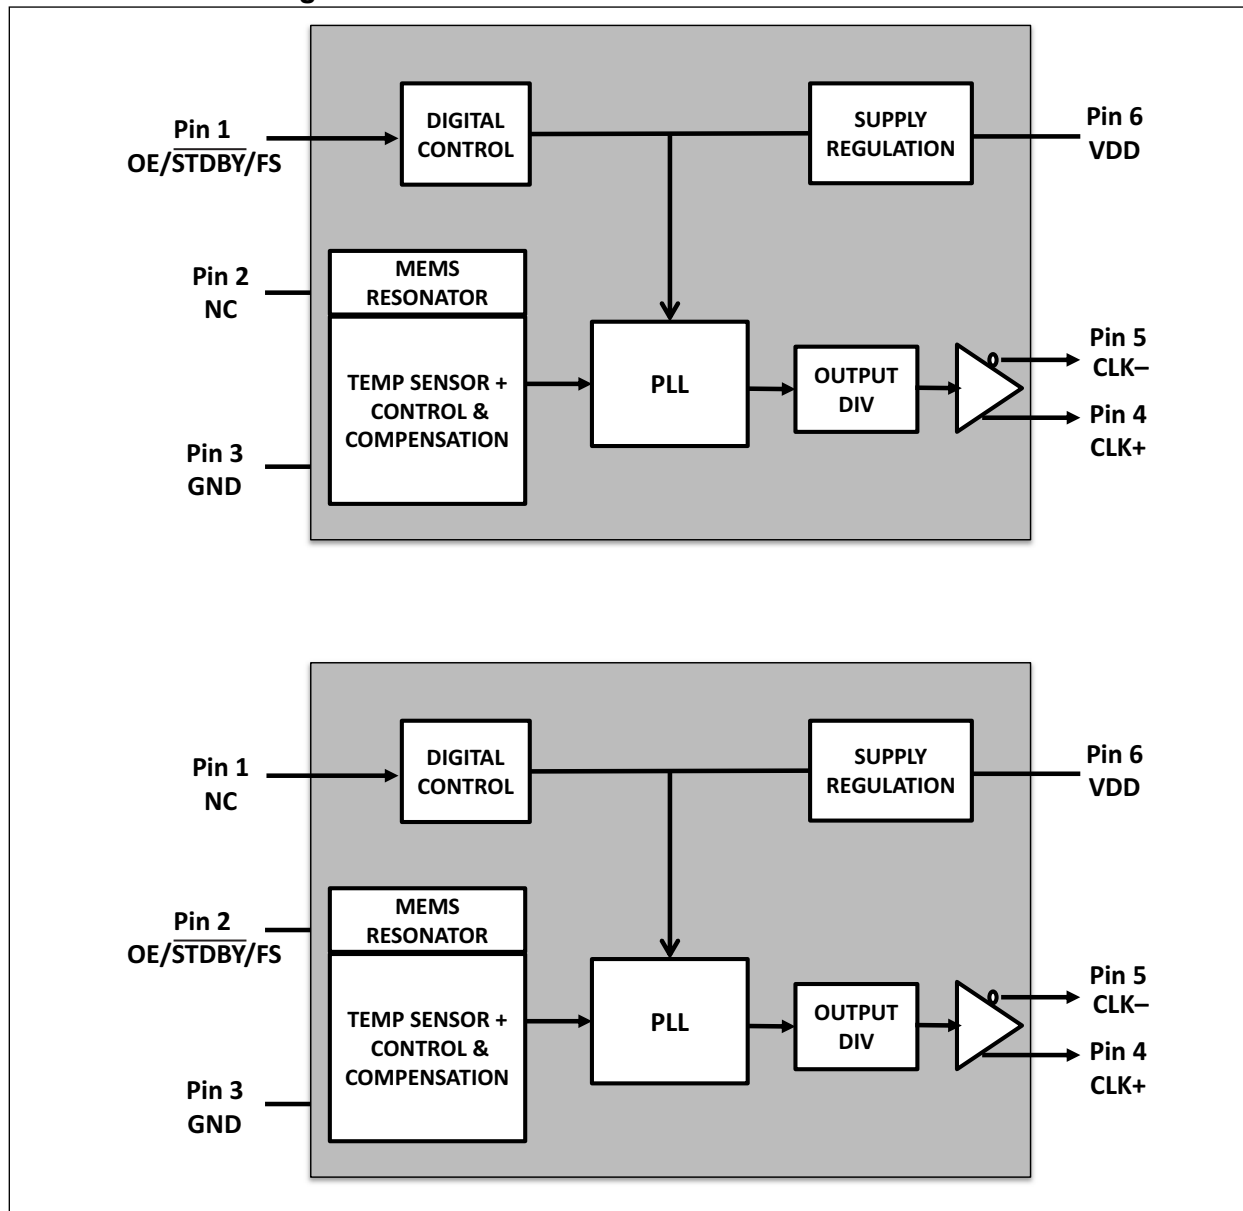 Pin 1
OE/STDBY/FS
DIGITAL
CONTROL
SUPPLY
REGULATION
Pin 6
VDD
Pin 2
NC
MEMS
RESONATOR
TEMP SENSOR +
CONTROL &
COMPENSATION
PLL
OUTPUT
DIV
Pin 5
CLK–
Pin 4
CLK+
Pin 3
GND
Pin 1
NC
DIGITAL
CONTROL
SUPPLY
REGULATION
Pin 6
VDD
Pin 2
OE/STDBY/FS
MEMS
RESONATOR
TEMP SENSOR +
CONTROL &
COMPENSATION
PLL
OUTPUT
DIV
Pin 5
CLK–
Pin 4
CLK+
Pin 3
GND